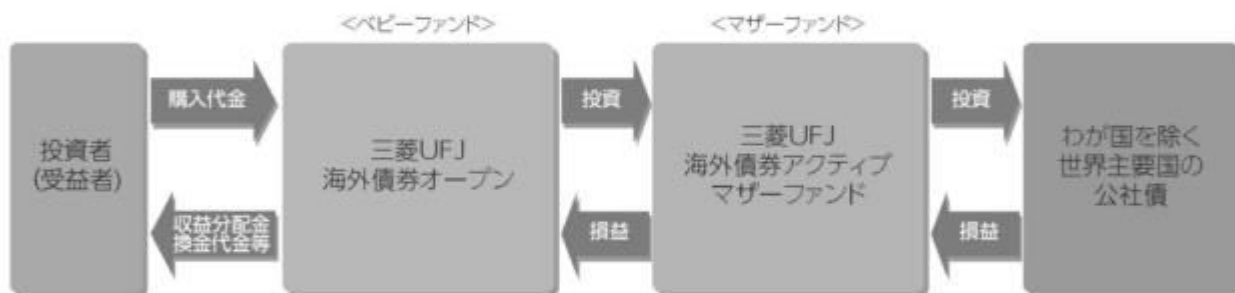 <ベビーファンド>
<マザーファンド>
投資者
(受益者)
購入代金
収益分配金
換金代金等
三菱UFJ
海外債券オープン
投資
損益
三菱UFJ
海外債券アクティブ
マザーファンド
投資
損益
わが国を除く
世界主要国の
公社債